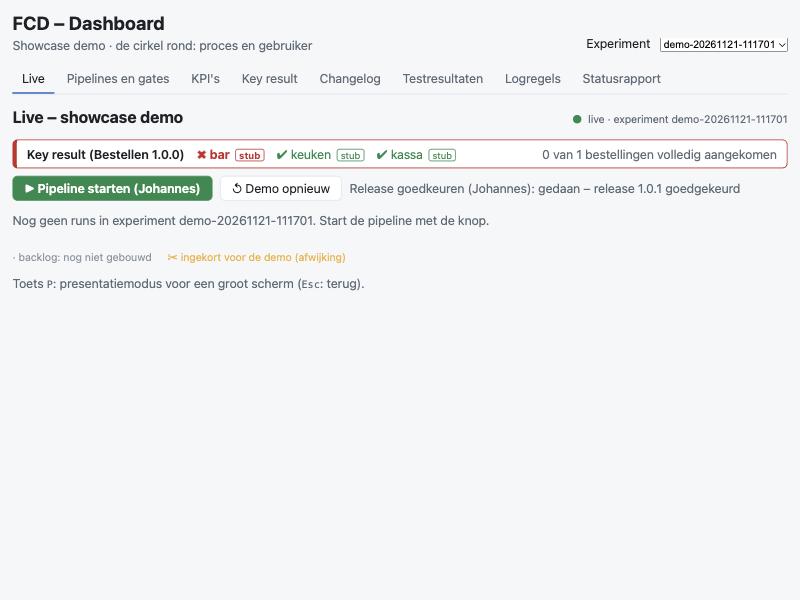 FCD – Dashboard
Showcase demo · de cirkel rond: proces en gebruiker
Experiment demo-20261121-111701
Live Pipelines en gates KPI's Key result Changelog Testresultaten Logregels Statusrapport
Live – showcase demo
live · experiment demo-20261121-111701
Key result (Bestellen 1.0.0) ✖ bar stub ✔ keuken stub ✔ kassa stub 0 van 1 bestellingen volledig aangekomen
▶ Pipeline starten (Johannes) ↺ Demo opnieuw Release goedkeuren (Johannes): gedaan – release 1.0.1 goedgekeurd
Nog geen runs in experiment demo-20261121-111701. Start de pipeline met de knop.
· backlog: nog niet gebouwd ✂ ingekort voor de demo (afwijking)
Toets P: presentatiemodus voor een groot scherm (Esc: terug).